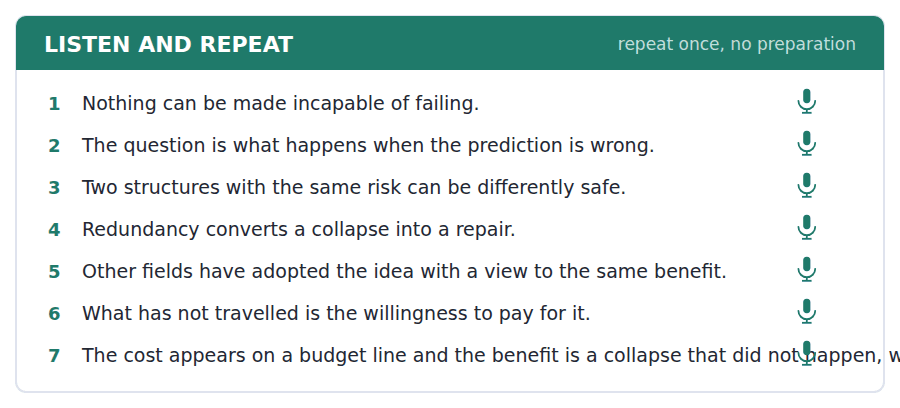 LISTEN AND REPEAT
repeat once, no preparation
1 Nothing can be made incapable of failing.
2 The question is what happens when the prediction is wrong.
3 Two structures with the same risk can be differently safe.
4 Redundancy converts a collapse into a repair.
5 Other fields have adopted the idea with a view to the same benefit.
6 What has not travelled is the willingness to pay for it.
7 The cost appears on a budget line and the benefit is a collapse that did not happen,